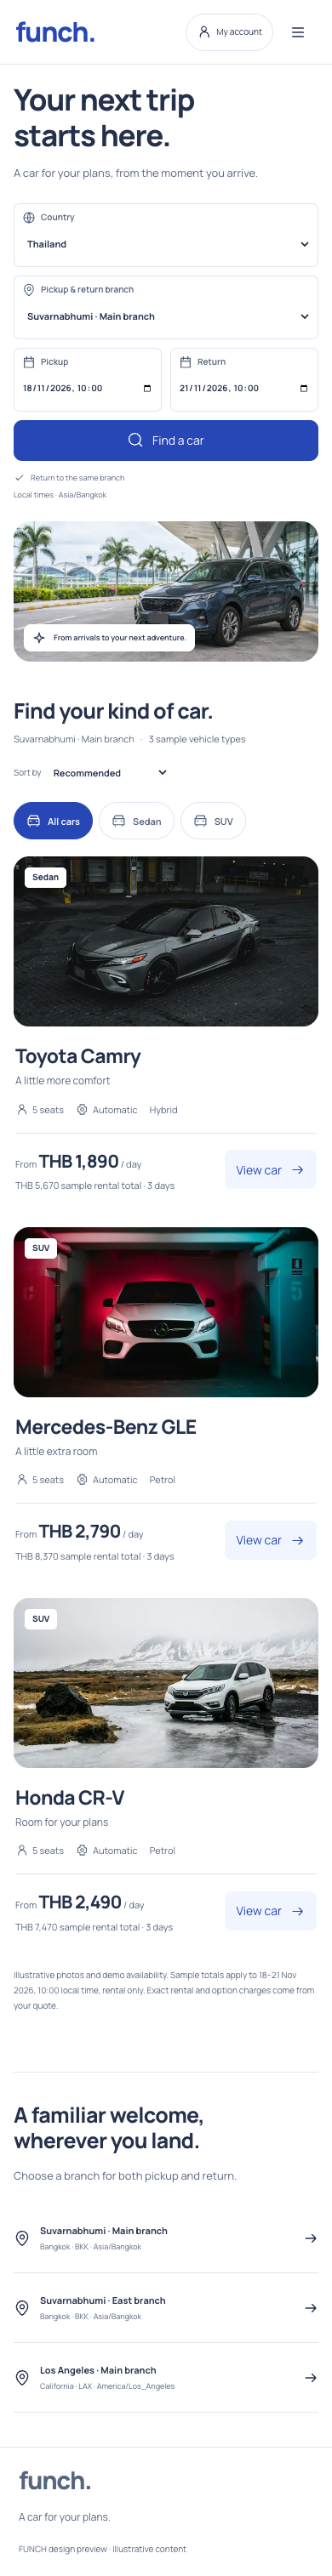 funch.
My account
Your next trip
starts here.
A car for your plans, from the moment you arrive.
Country
Thailand
Pickup & return branch
Suvarnabhumi · Main branch
Pickup
Return
18/11/2026, 10:00
21/11/2026, 10:00
Find a car
Return to the same branch
Local times · Asia/Bangkok
From arrivals to your next adventure.
Find your kind of car.
Suvarnabhumi · Main branch · 3 sample vehicle types
Sort by Recommended
All cars
Sedan
SUV
Sedan
Toyota Camry
A little more comfort
5 seats Automatic Hybrid
From THB 1,890 / day
THB 5,670 sample rental total · 3 days
View car
SUV
Mercedes-Benz GLE
A little extra room
5 seats Automatic Petrol
From THB 2,790 / day
THB 8,370 sample rental total · 3 days
View car
SUV
Honda CR-V
Room for your plans
5 seats Automatic Petrol
From THB 2,490 / day
THB 7,470 sample rental total · 3 days
View car
Illustrative photos and demo availability. Sample totals apply to 18–21 Nov
2026, 10:00 local time, rental only. Exact rental and option charges come from
your quote.
A familiar welcome,
wherever you land.
Choose a branch for both pickup and return.
Suvarnabhumi · Main branch
Bangkok · BKK · Asia/Bangkok
Suvarnabhumi · East branch
Bangkok · BKK · Asia/Bangkok
Los Angeles · Main branch
California · LAX · America/Los_Angeles
funch.
A car for your plans.
FUNCH design preview · Illustrative content